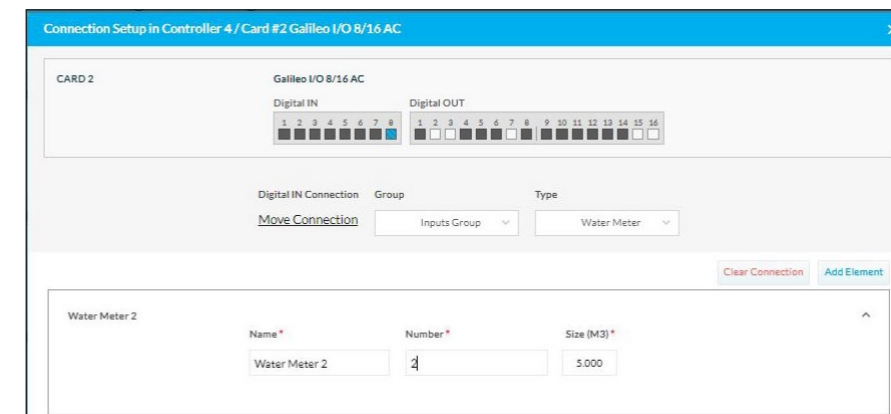 Connection Setup in Controller 4 / Card #2 Galileo I/O 8/16 AC
CARD 2
Galileo I/O 8/16 AC
Digital IN
Digital OUT
1 2 3 4 5 6 7 8
1 2 3 4 5 6 7 8 9 10 11 12 13 14 15 16
Digital IN Connection
Group
Type
Move Connection
Inputs Group
Water Meter
Clear Connection
Add Element
Water Meter 2
Name*
Number*
Size (M3)*
Water Meter 2
2
5.000